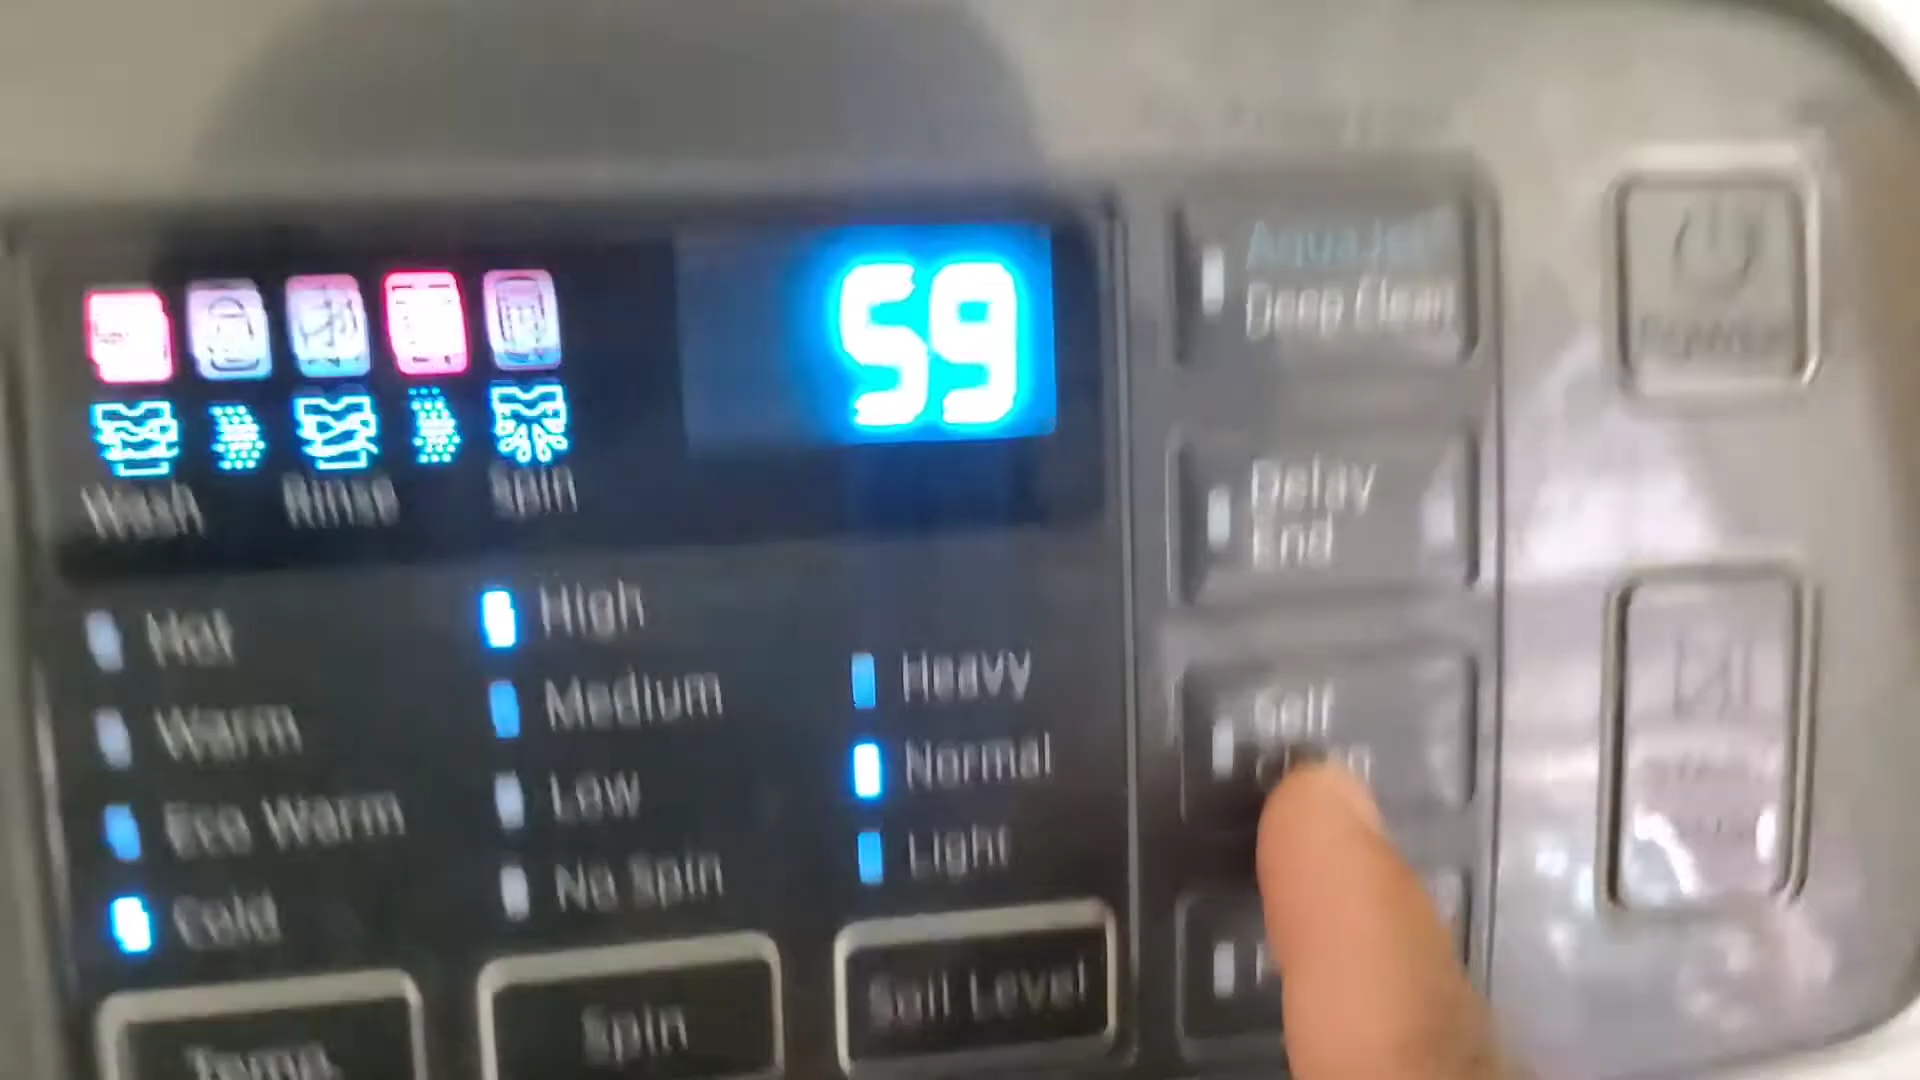 59
AquaJet
Deep Clean
Power
Delay
End
Wash
Rinse
Spin
Hot
Warm
Eco Warm
Cold
High
Medium
Low
No Spin
Heavy
Normal
Light
Self
Temp.
Spin
Soil Level